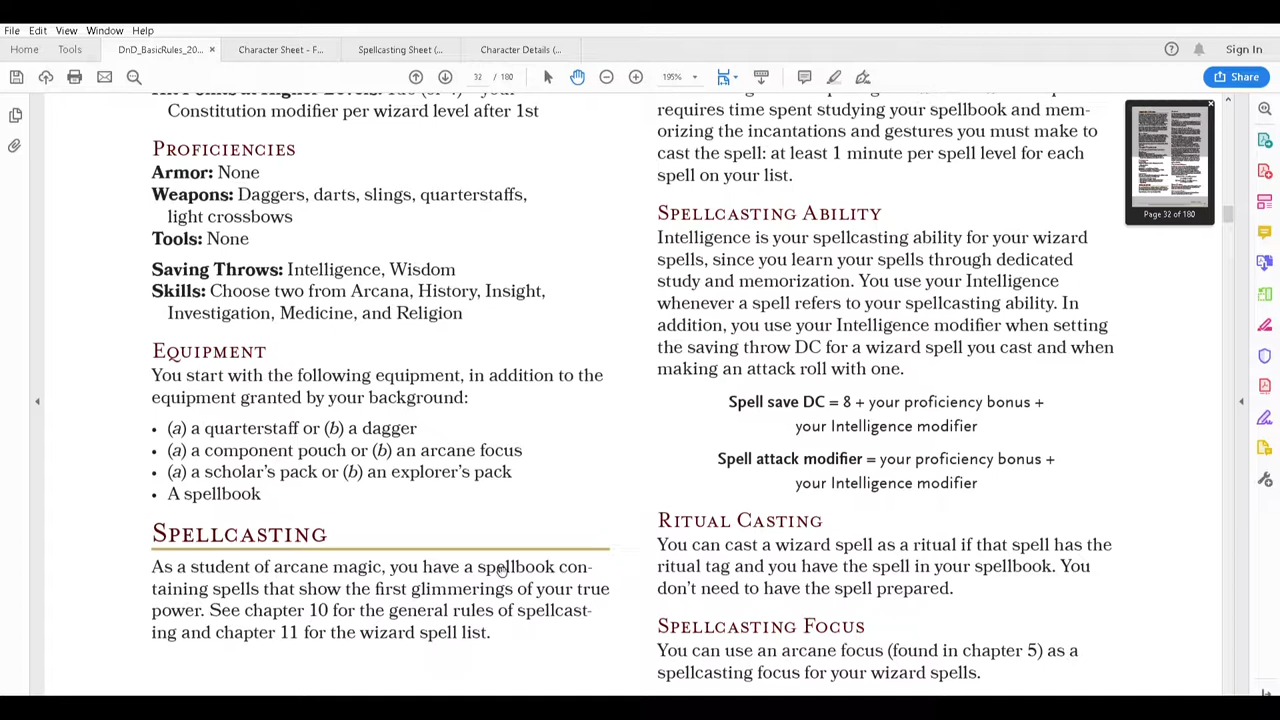 File Edit View Window Help
Home Tools DnD_BasicRules_20... × Character Sheet - F... Spellcasting Sheet (... Character Details (... Sign In
32 / 180 195% Share
Constitution modifier per wizard level after 1st
Proficiencies
Armor: None
Weapons: Daggers, darts, slings, quarterstaffs,
light crossbows
Tools: None
Saving Throws: Intelligence, Wisdom
Skills: Choose two from Arcana, History, Insight,
Investigation, Medicine, and Religion
Equipment
You start with the following equipment, in addition to the
equipment granted by your background:
• (a) a quarterstaff or (b) a dagger
• (a) a component pouch or (b) an arcane focus
• (a) a scholar's pack or (b) an explorer's pack
• A spellbook
Spellcasting
As a student of arcane magic, you have a spellbook con-
taining spells that show the first glimmerings of your true
power. See chapter 10 for the general rules of spellcast-
ing and chapter 11 for the wizard spell list.
requires time spent studying your spellbook and mem-
orizing the incantations and gestures you must make to
cast the spell: at least 1 minute per spell level for each
spell on your list.
Spellcasting Ability
Intelligence is your spellcasting ability for your wizard
spells, since you learn your spells through dedicated
study and memorization. You use your Intelligence
whenever a spell refers to your spellcasting ability. In
addition, you use your Intelligence modifier when setting
the saving throw DC for a wizard spell you cast and when
making an attack roll with one.
Spell save DC = 8 + your proficiency bonus +
your Intelligence modifier
Spell attack modifier = your proficiency bonus +
your Intelligence modifier
Ritual Casting
You can cast a wizard spell as a ritual if that spell has the
ritual tag and you have the spell in your spellbook. You
don't need to have the spell prepared.
Spellcasting Focus
You can use an arcane focus (found in chapter 5) as a
spellcasting focus for your wizard spells.
Page 32 of 180